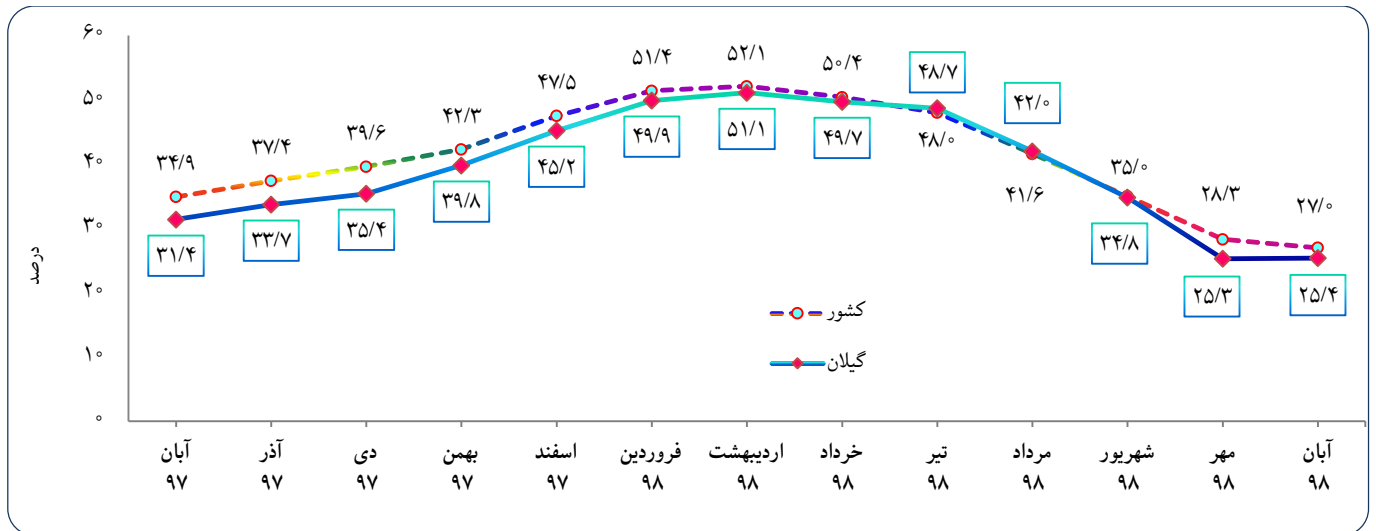 ۶۰
۵۰
۴۰
۳۰
۲۰
۱۰
۰
درصد
۳۴/۹
۳۷/۴
۳۹/۶
۴۲/۳
۴۷/۵
۵۱/۴
۵۲/۱
۵۰/۴
۴۸/۰
۴۱/۶
۳۵/۰
۲۸/۳
۲۷/۰
۳۱/۴
۳۳/۷
۳۵/۴
۳۹/۸
۴۵/۲
۴۹/۹
۵۱/۱
۴۹/۷
۴۸/۷
۴۲/۰
۳۴/۸
۲۵/۳
۲۵/۴
کشور
گیلان
آبان
۹۷
آذر
۹۷
دی
۹۷
بهمن
۹۷
اسفند
۹۷
فروردین
۹۸
اردیبهشت
۹۸
خرداد
۹۸
تیر
۹۸
مرداد
۹۸
شهریور
۹۸
مهر
۹۸
آبان
۹۸